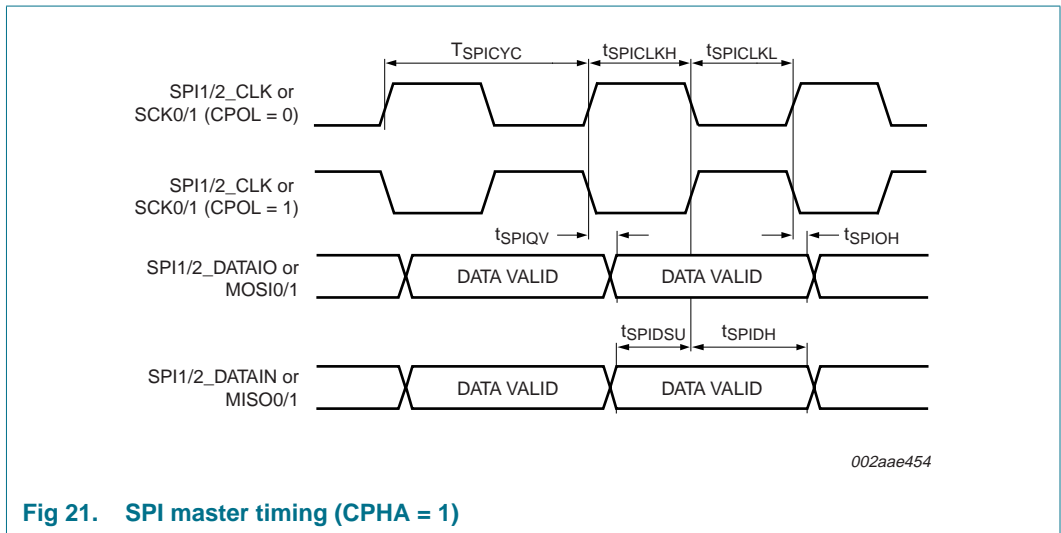 TSPICYC tSPICLKH tSPICLKL
SPI1/2_CLK or
SCK0/1 (CPOL = 0)
SPI1/2_CLK or
SCK0/1 (CPOL = 1)
tSPIQV tSPIOH
SPI1/2_DATAIO or
MOSI0/1
DATA VALID DATA VALID
tSPIDSU tSPIDH
SPI1/2_DATAIN or
MISO0/1
DATA VALID DATA VALID
002aae454
Fig 21. SPI master timing (CPHA = 1)